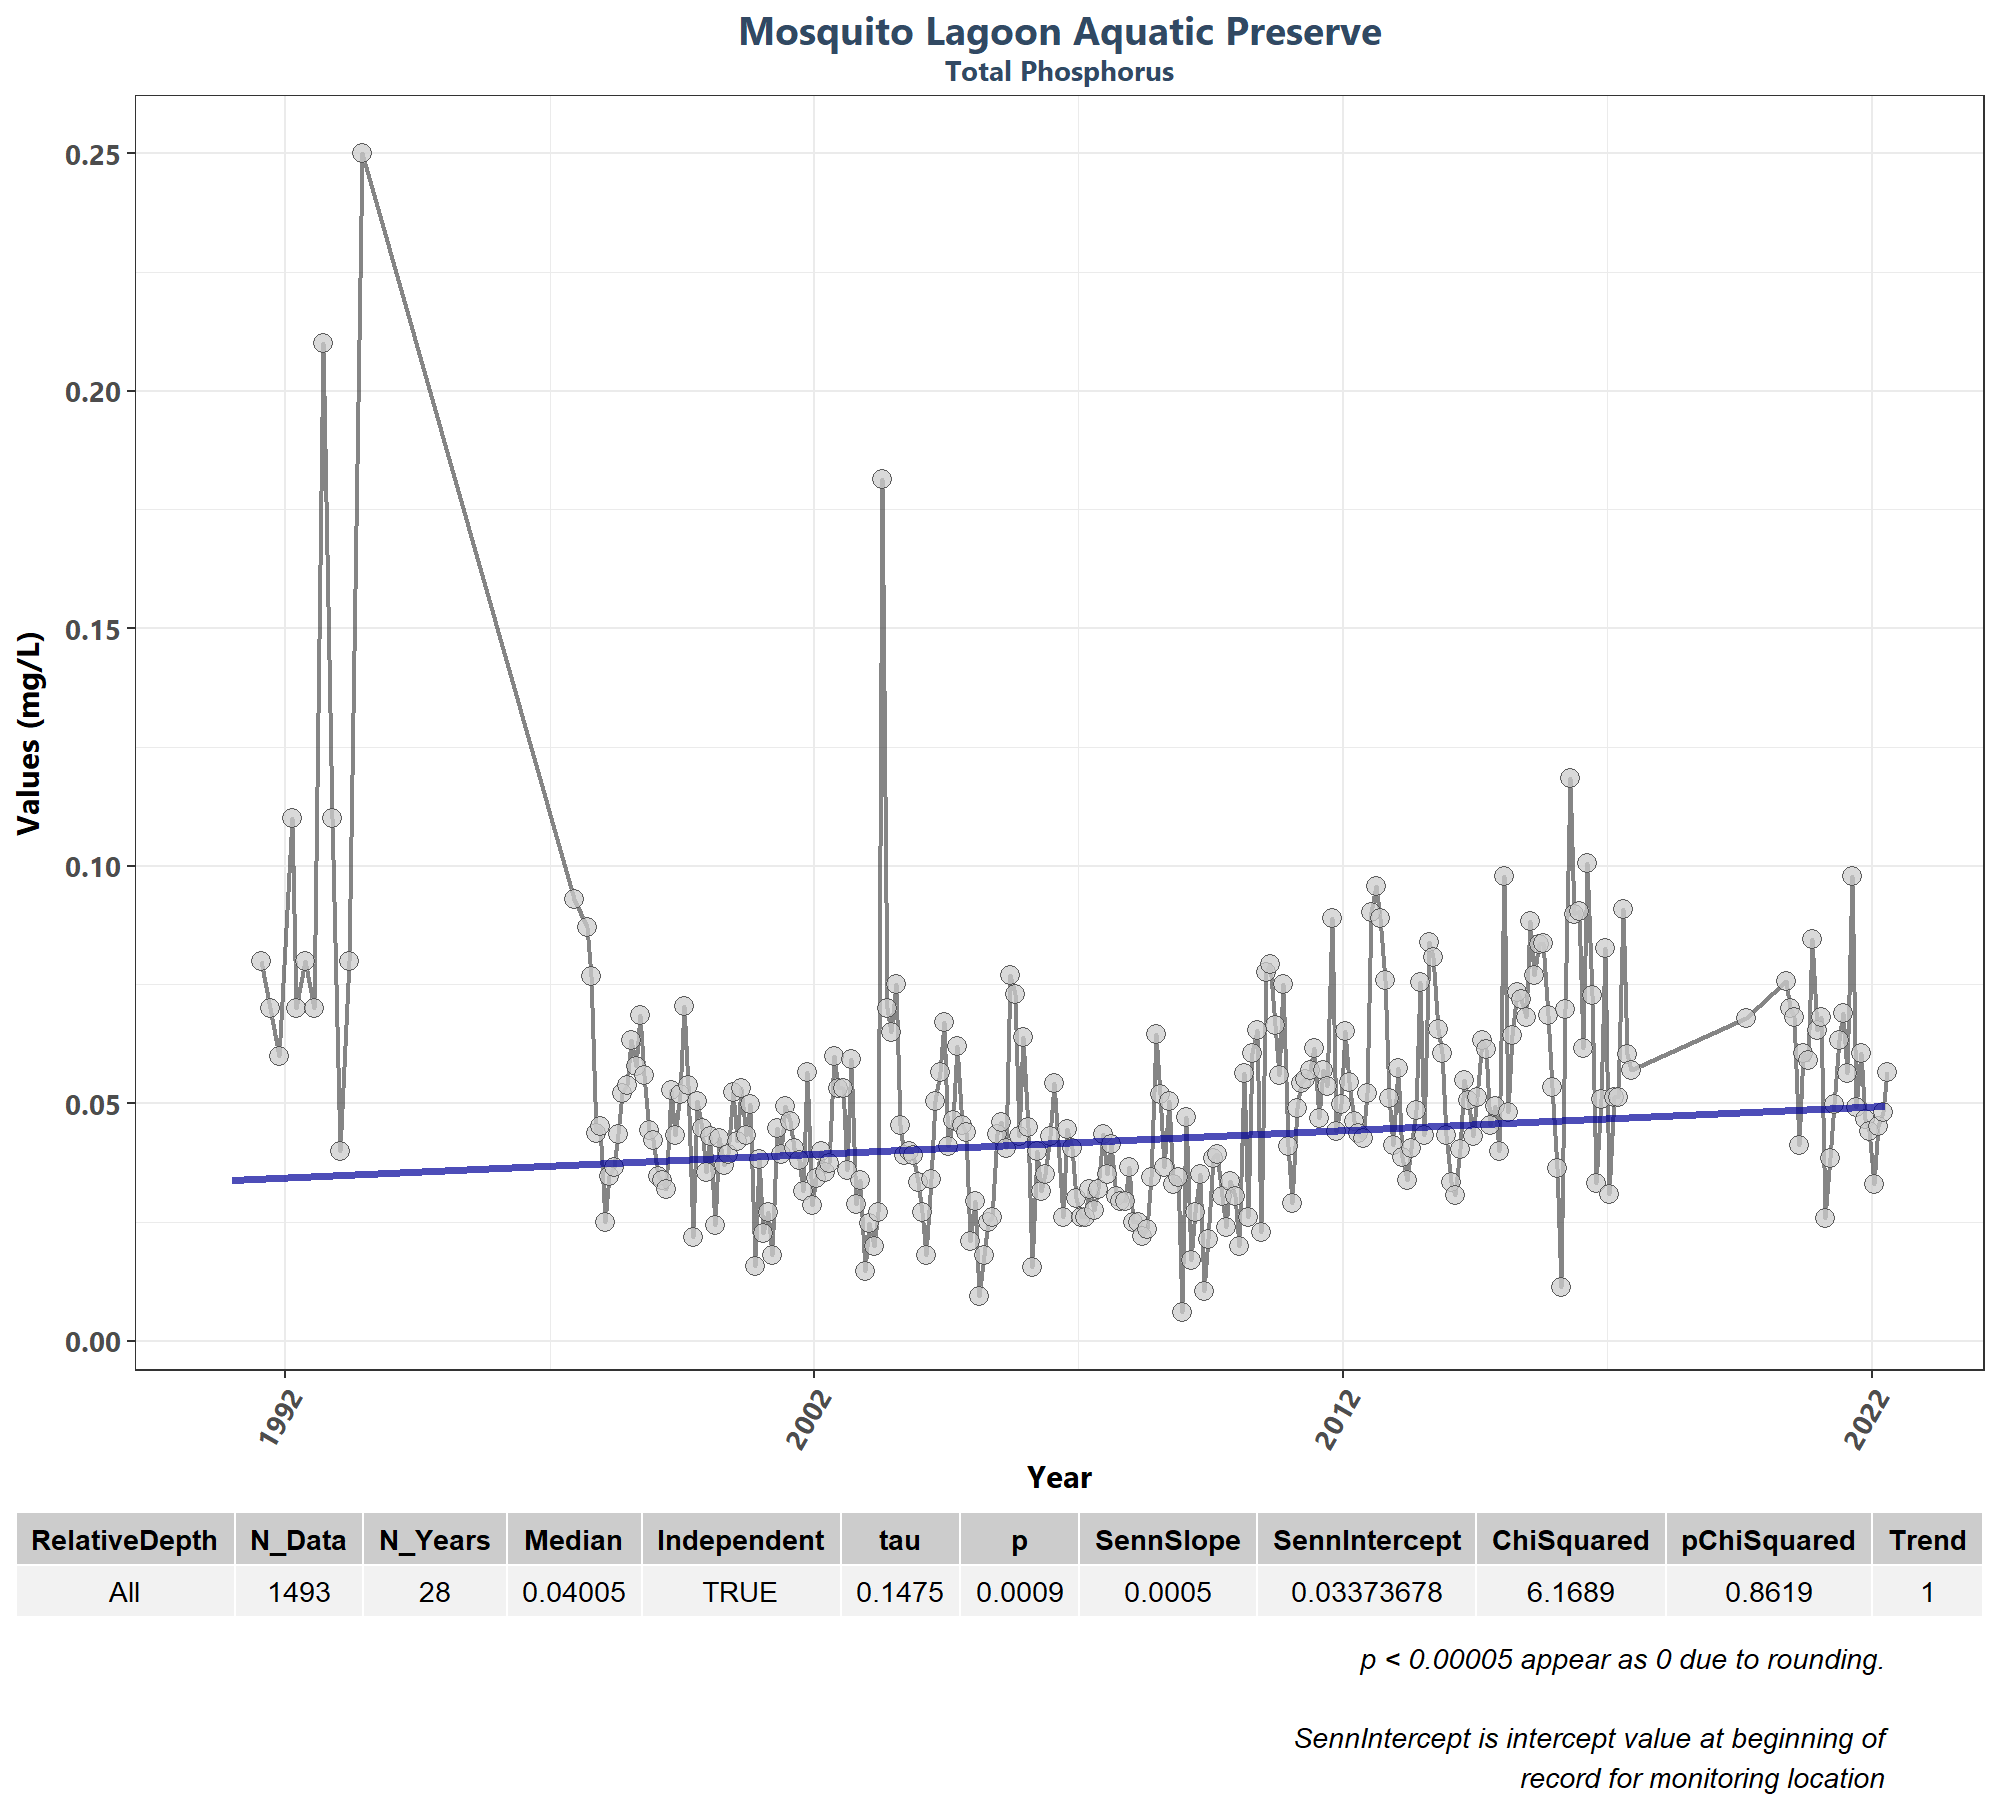 Mosquito Lagoon Aquatic Preserve
Total Phosphorus
Values (mg/L)
0.25
0.20
0.15
0.10
0.05
0.00
1992 2002 2012 2022
Year
RelativeDepth N_Data N_Years Median Independent tau p SennSlope SennIntercept ChiSquared pChiSquared Trend
All 1493 28 0.04005 TRUE 0.1475 0.0009 0.0005 0.03373678 6.1689 0.8619 1
p < 0.00005 appear as 0 due to rounding.
SennIntercept is intercept value at beginning of
record for monitoring location